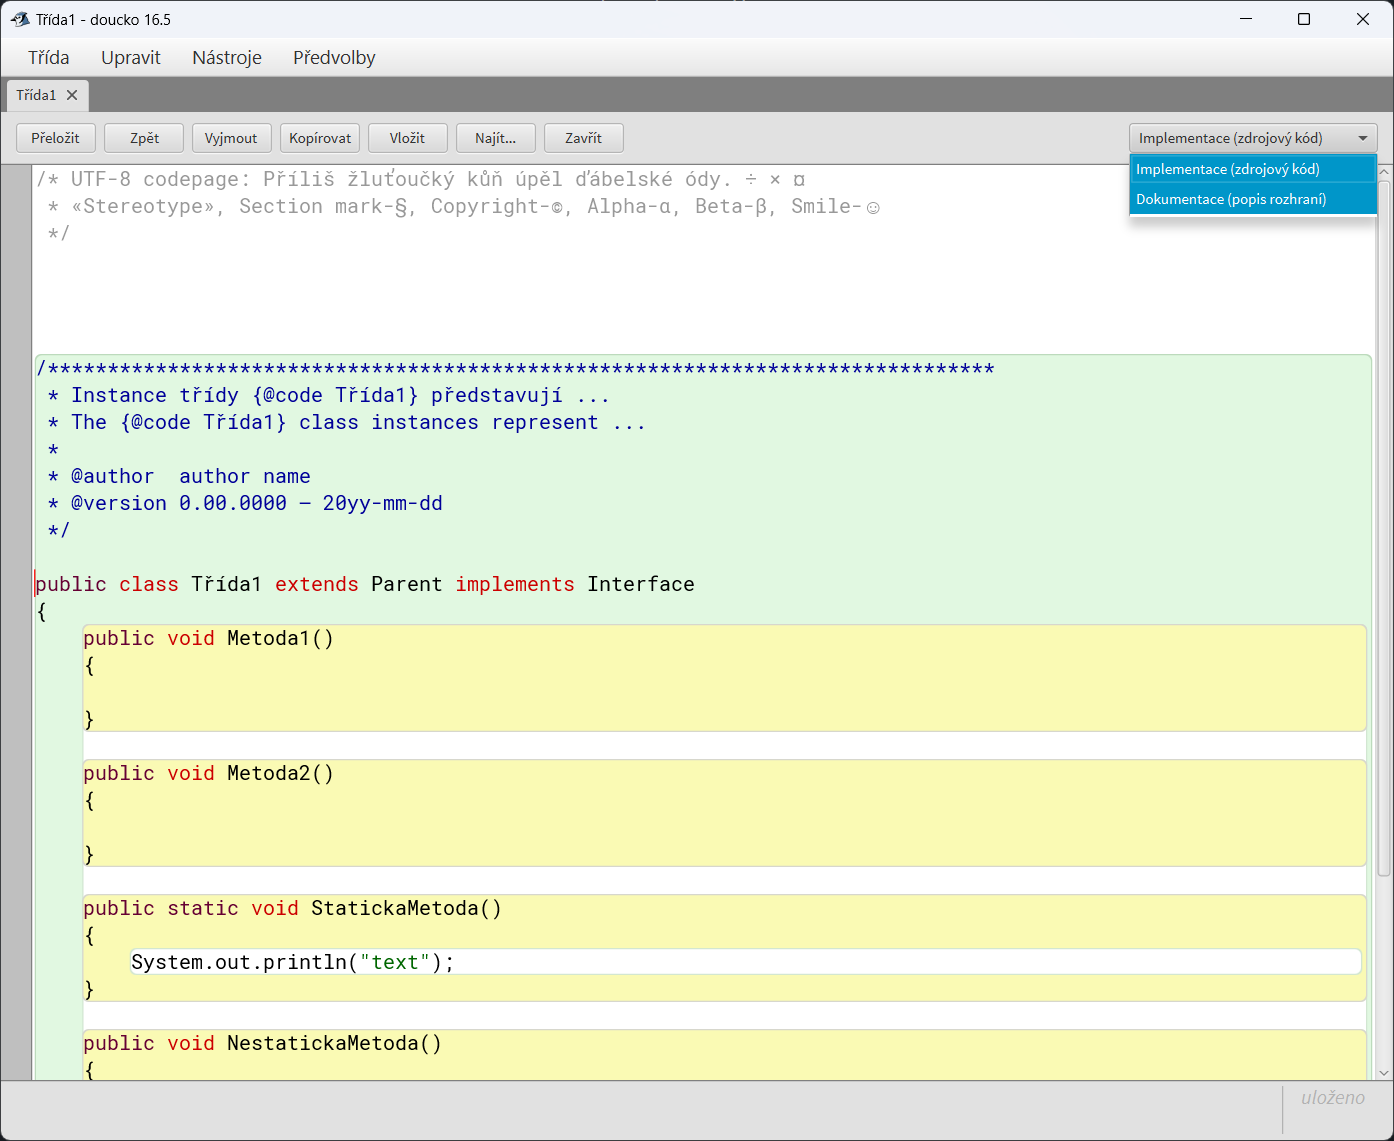 Třída1 - doucko 16.5
Třída Upravit Nástroje Předvolby
Třída1
Přeložit Zpět Vyjmout Kopírovat Vložit Najít... Zavřít Implementace (zdrojový kód)
Implementace (zdrojový kód)
Dokumentace (popis rozhraní)
/* UTF-8 codepage: Příliš žluťoučký kůň úpěl ďábelské ódy. ÷ × ¤
* «Stereotype», Section mark-§, Copyright-©, Alpha-α, Beta-β, Smile-☺
*/
/*******************************************************************************
* Instance třídy {@code Třída1} představují ...
* The {@code Třída1} class instances represent ...
*
* @author  author name
* @version 0.00.0000 — 20yy-mm-dd
*/
public class Třída1 extends Parent implements Interface
{
public void Metoda1()
{
}
public void Metoda2()
{
}
public static void StatickaMetoda()
{
System.out.println("text");
}
public void NestatickaMetoda()
{
uloženo